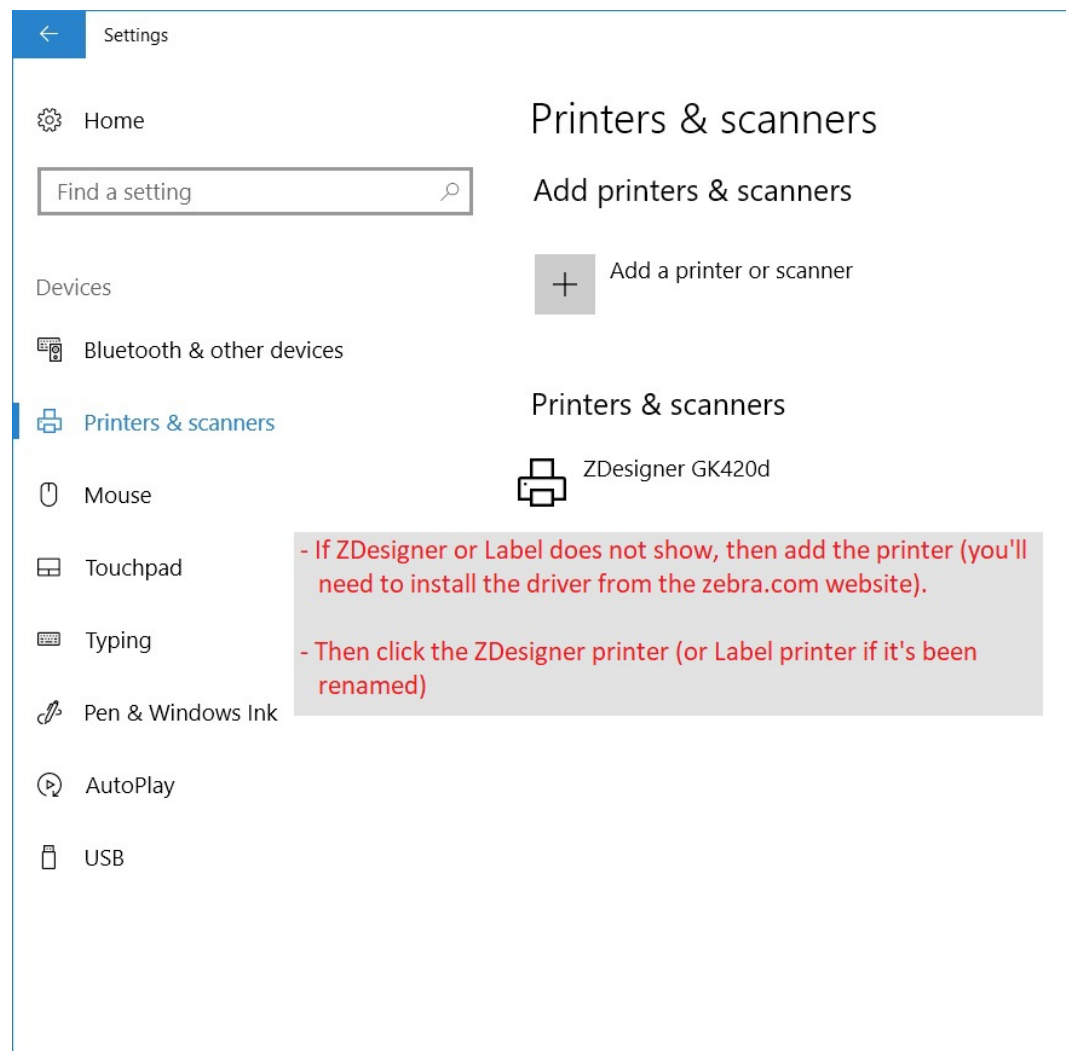 Settings
Home
Find a setting
Devices
Bluetooth & other devices
Printers & scanners
Mouse
Touchpad
Typing
Pen & Windows Ink
AutoPlay
USB
Printers & scanners
Add printers & scanners
Add a printer or scanner
Printers & scanners
ZDesigner GK420d
- If ZDesigner or Label does not show, then add the printer (you'll
need to install the driver from the zebra.com website).
- Then click the ZDesigner printer (or Label printer if it's been
renamed)